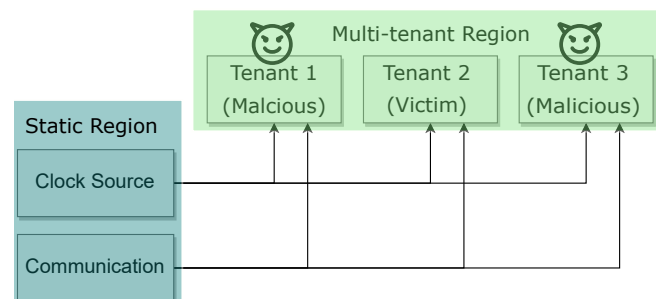 Multi-tenant Region
Tenant 1
(Malcious)
Tenant 2
(Victim)
Tenant 3
(Malicious)
Static Region
Clock Source
Communication